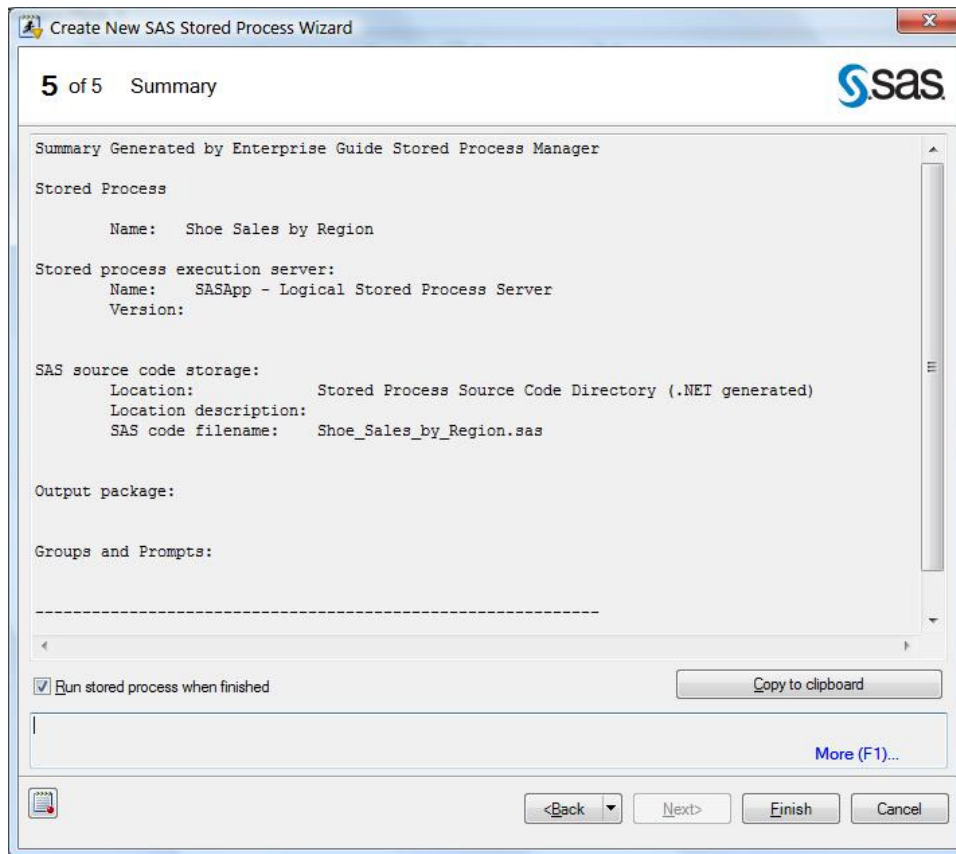 Create New SAS Stored Process Wizard
5 of 5 Summary
sas
Summary Generated by Enterprise Guide Stored Process Manager
Stored Process
Name: Shoe Sales by Region
Stored process execution server:
Name: SASApp - Logical Stored Process Server
Version:
SAS source code storage:
Location: Stored Process Source Code Directory (.NET generated)
Location description:
SAS code filename: Shoe_Sales_by_Region.sas
Output package:
Groups and Prompts:
------------------------------------------------------------
Run stored process when finished
Copy to clipboard
More (F1)...
<Back
Next>
Finish
Cancel